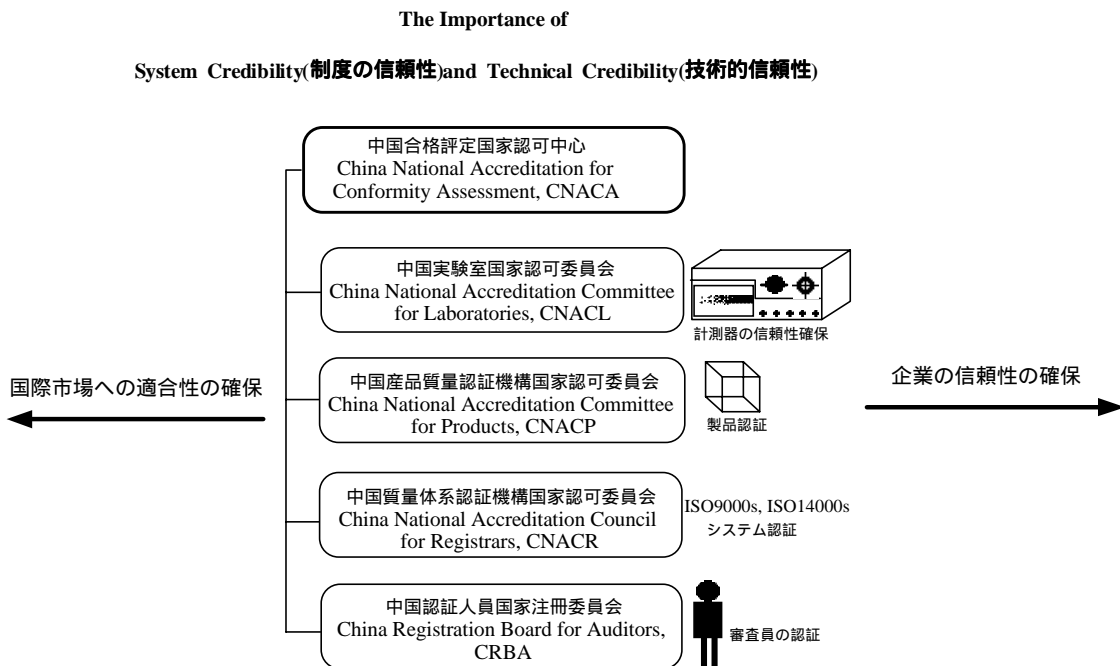 The Importance of
System Credibility(制度の信頼性)and Technical Credibility(技術的信頼性)
中国合格評定国家認可中心
China National Accreditation for
Conformity Assessment, CNACA
中国実験室国家認可委員会
China National Accreditation Committee
for Laboratories, CNACL
計測器の信頼性確保
国際市場への適合性の確保
中国産品質量認証機構国家認可委員会
China National Accreditation Committee
for Products, CNACP
製品認証
企業の信頼性の確保
中国質量体系認証機構国家認可委員会
China National Accreditation Council
for Registrars, CNACR
ISO9000s, ISO14000s
システム認証
中国認証人員国家注冊委員会
China Registration Board for Auditors,
CRBA
審査員の認証